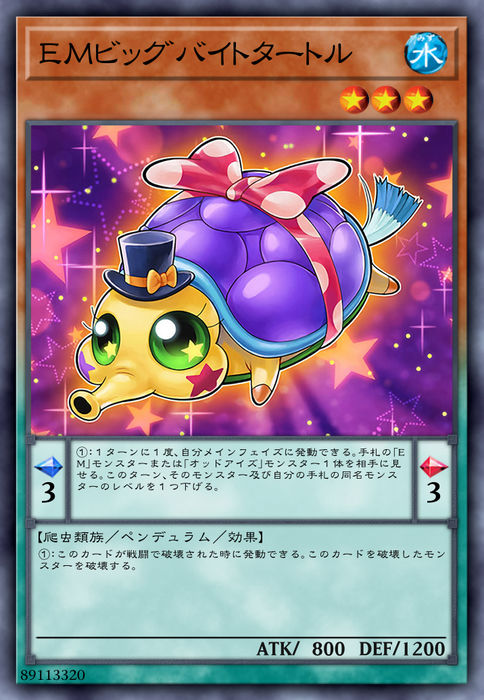 EMビッグバイトタートル
みず
水
①:1ターンに1度、自分メインフェイズに発動できる。手札の「E
M」モンスターまたは「オッドアイズ」モンスター1体を相手に見
せる。このターン、そのモンスター及び自分の手札の同名モンス
ターのレベルを1つ下げる。
3
3
【爬虫類族/ペンデュラム/効果】
①:このカードが戦闘で破壊された時に発動できる。このカードを破壊したモン
スターを破壊する。
ATK/ 800 DEF/1200
89113320